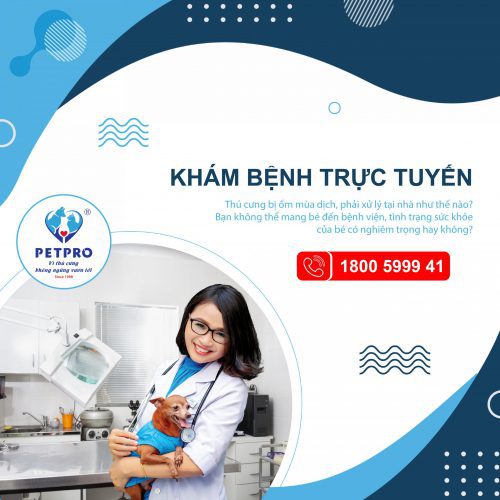 KHÁM BỆNH TRỰC TUYẾN
Thú cưng bị ốm mùa dịch, phải xử lý tại nhà như thế nào?
Bạn không thể mang bé đến bệnh viện, tình trạng sức khỏe
của bé có nghiêm trọng hay không?
1800 5999 41
®
PETPRO
Vì thú cưng
không ngừng vươn tới
Since 1998